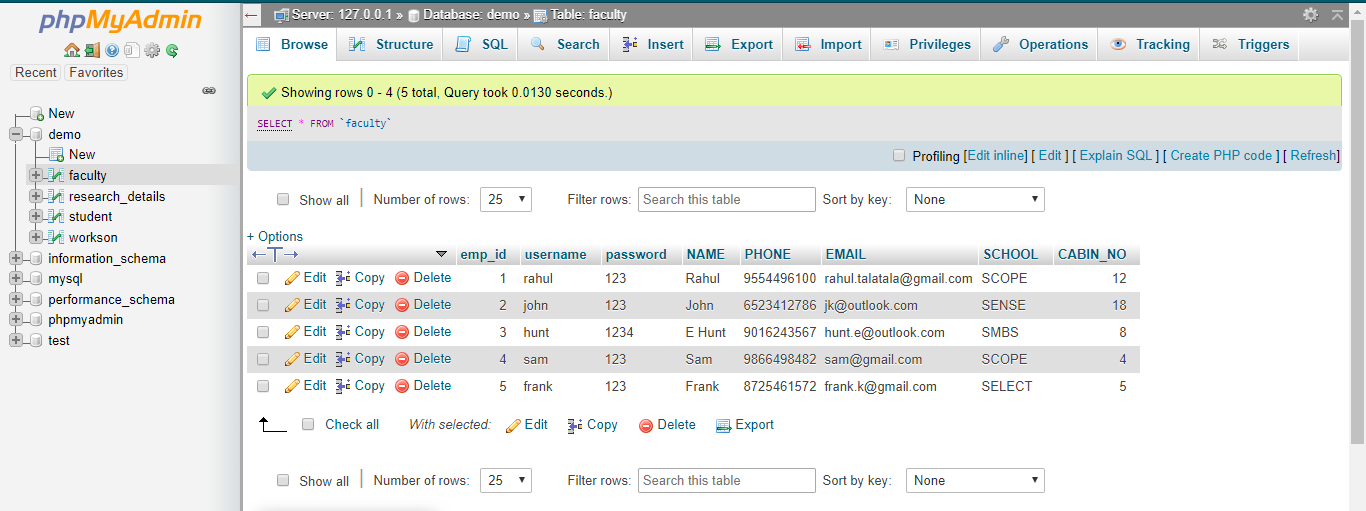 phpMyAdmin
Recent Favorites
New
demo
New
faculty
research_details
student
workson
information_schema
mysql
performance_schema
phpmyadmin
test
Server: 127.0.0.1 » Database: demo » Table: faculty
Browse Structure SQL Search Insert Export Import Privileges Operations Tracking Triggers
Showing rows 0 - 4 (5 total, Query took 0.0130 seconds.)
SELECT * FROM `faculty`
Profiling [Edit inline] [ Edit ] [ Explain SQL ] [ Create PHP code ] [ Refresh]
Show all | Number of rows: 25 Filter rows: Search this table Sort by key: None
+ Options
←T→ emp_id username password NAME PHONE EMAIL SCHOOL CABIN_NO
Edit Copy Delete 1 rahul 123 Rahul 9554496100 rahul.talatala@gmail.com SCOPE 12
Edit Copy Delete 2 john 123 John 6523412786 jk@outlook.com SENSE 18
Edit Copy Delete 3 hunt 1234 E Hunt 9016243567 hunt.e@outlook.com SMBS 8
Edit Copy Delete 4 sam 123 Sam 9866498482 sam@gmail.com SCOPE 4
Edit Copy Delete 5 frank 123 Frank 8725461572 frank.k@gmail.com SELECT 5
Check all With selected: Edit Copy Delete Export
Show all | Number of rows: 25 Filter rows: Search this table Sort by key: None